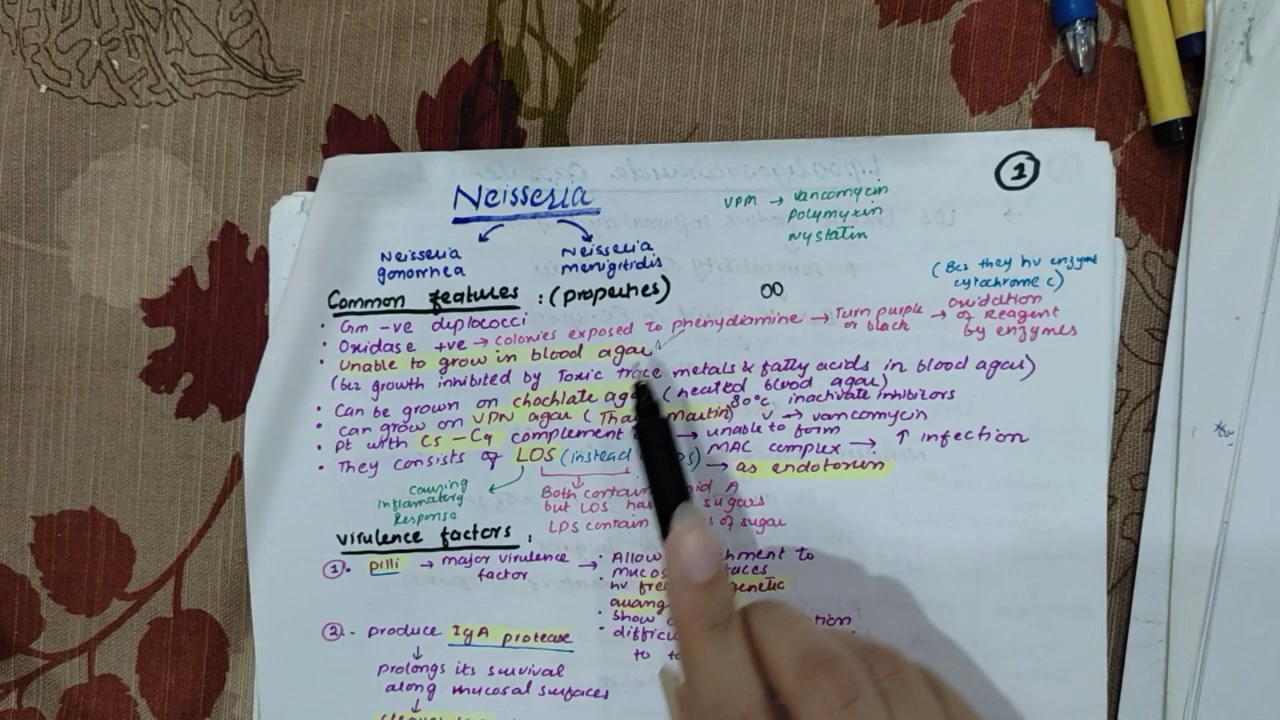 1
Neisseria
VPM → vancomycin
polymyxin
Nystatin
Neisseria
gonorrhea
Neisseria
menigitidis
(Bcz they hv enzyme
cytochrome c)
Common features : (properties)
• Gm -ve diplococci
• Oxidase +ve → colonies exposed to phenydiamine → Turn purple
or black → oxidation
of Reagent
by enzymes
• Unable to grow in blood agar
(bcz growth inhibited by Toxic trace metals & fatty acids in blood agar)
• Can be grown on chochlate agar (heated blood agar)
80°c inactivate inhibitors
• can grow on VPN agar (Thayer martin) V → vancomycin
• Pt with C5 - C9 complement → unable to form
MAC complex → ↑ infection
• They consists of LOS (instead → as endotoxin
causing
Inflamatory
Response
Both contain A
but LOS has sugars
LPS contain of sugar
Virulence factors :
①. pilli → major virulence
factor → • Allow to
mucos
hv genetic
• Show
• difficu
to
②.. produce IgA protease
↓
prolongs its survival
along mucosal surfaces
↓